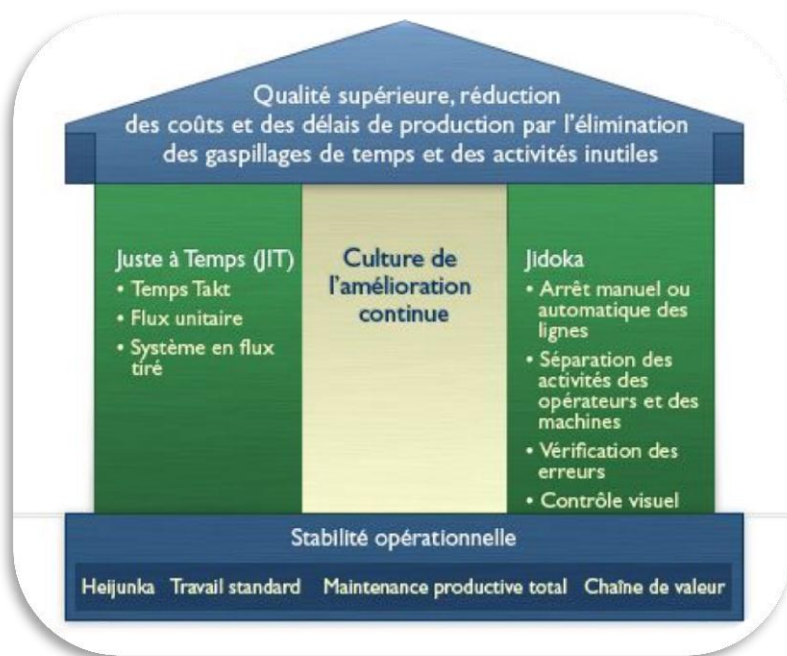 Qualité supérieure, réduction
des coûts et des délais de production par l'élimination
des gaspillages de temps et des activités inutiles
Juste à Temps (JIT)
• Temps Takt
• Flux unitaire
• Système en flux
tiré
Culture de
l'amélioration
continue
Jidoka
• Arrêt manuel ou
automatique des
lignes
• Séparation des
activités des
opérateurs et des
machines
• Vérification des
erreurs
• Contrôle visuel
Stabilité opérationnelle
Heijunka Travail standard Maintenance productive total Chaîne de valeur